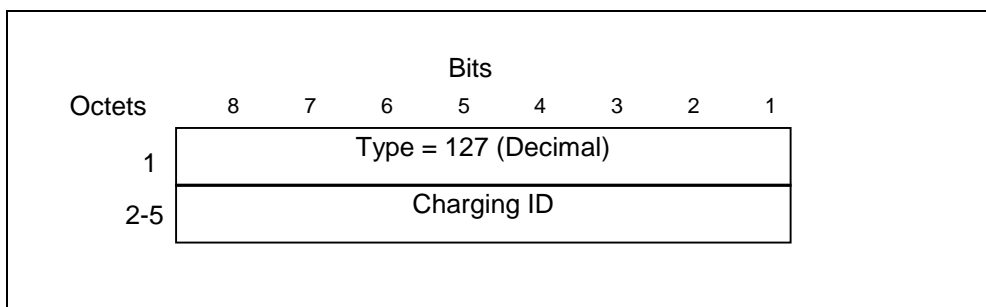 Bits
Octets 8 7 6 5 4 3 2 1
1 Type = 127 (Decimal)
2-5 Charging ID